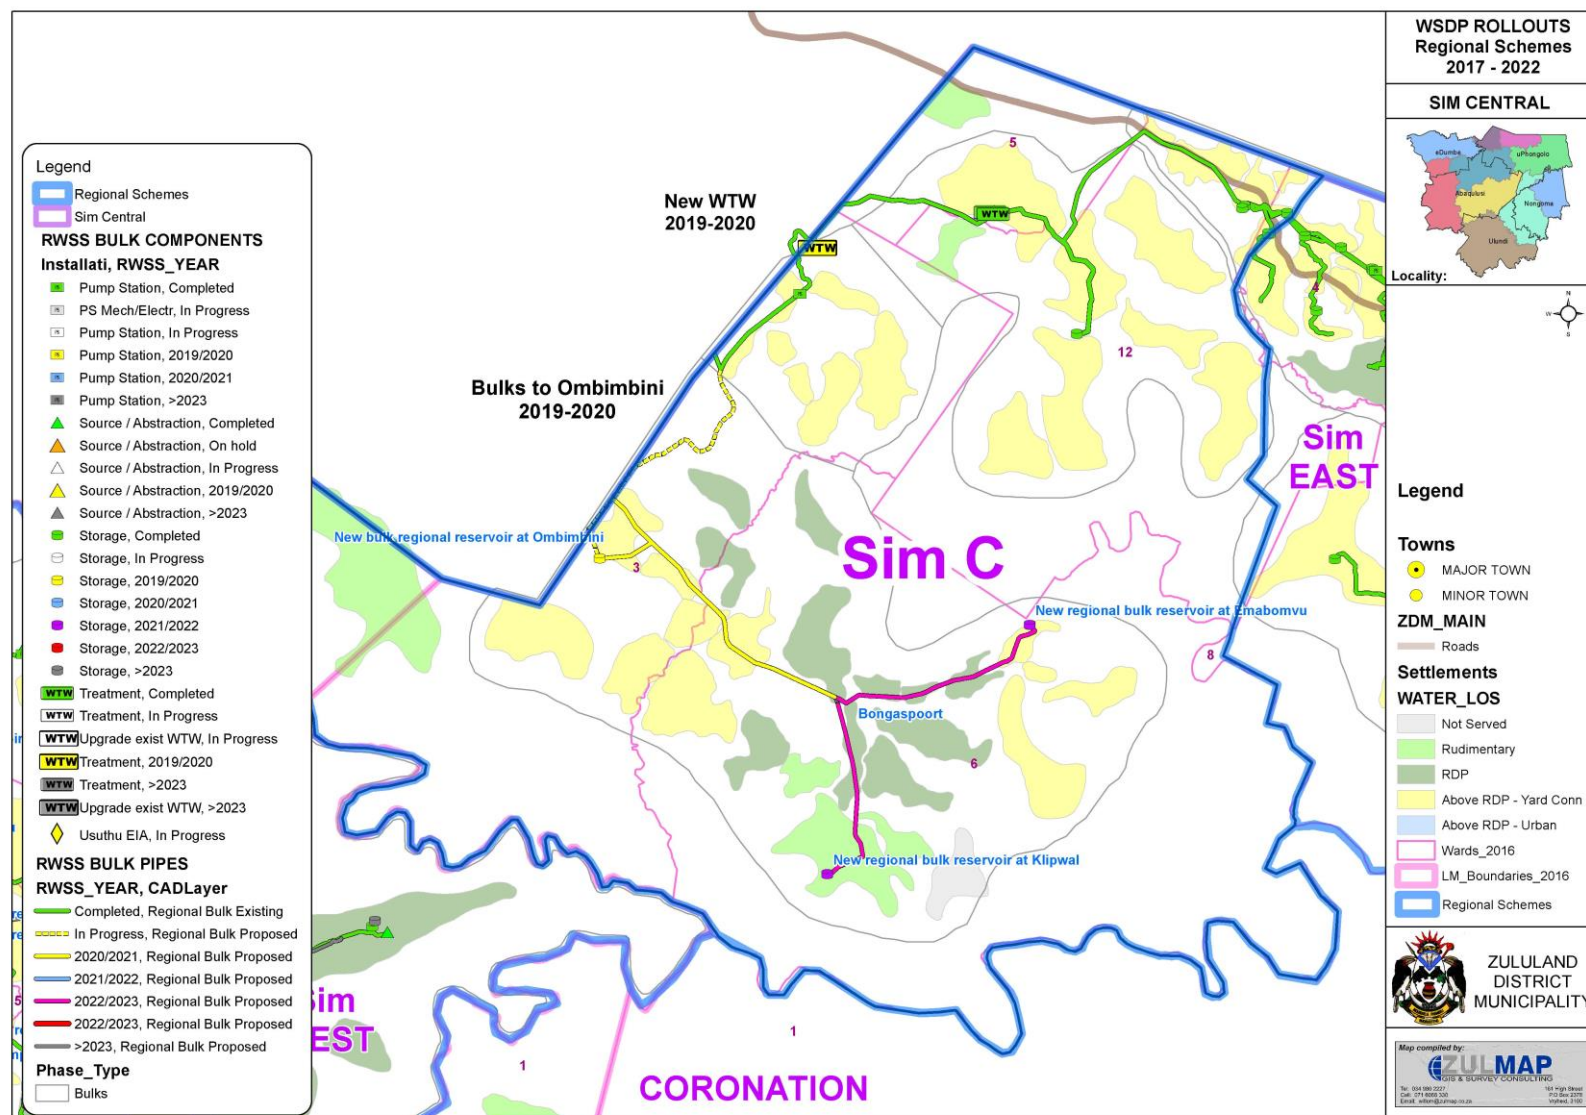 WSDP ROLLOUTS
Regional Schemes
2017 - 2022
SIM CENTRAL
eDumbe
uPhongolo
Abaqulusi
Nongoma
Ulundi
Locality:
N
W
S
Legend
Towns
MAJOR TOWN
MINOR TOWN
ZDM_MAIN
Roads
Settlements
WATER_LOS
Not Served
Rudimentary
RDP
Above RDP - Yard Conn
Above RDP - Urban
Wards_2016
LM_Boundaries_2016
Regional Schemes
ZULULAND
DISTRICT
MUNICIPALITY
Map compiled by:
ZULMAP
GIS & SURVEY CONSULTING
Legend
Regional Schemes
Sim Central
RWSS BULK COMPONENTS
Installati, RWSS_YEAR
Pump Station, Completed
PS Mech/Electr, In Progress
Pump Station, In Progress
Pump Station, 2019/2020
Pump Station, 2020/2021
Pump Station, >2023
Source / Abstraction, Completed
Source / Abstraction, On hold
Source / Abstraction, In Progress
Source / Abstraction, 2019/2020
Source / Abstraction, >2023
Storage, Completed
Storage, In Progress
Storage, 2019/2020
Storage, 2020/2021
Storage, 2021/2022
Storage, 2022/2023
Storage, >2023
WTW Treatment, Completed
WTW Treatment, In Progress
WTW Upgrade exist WTW, In Progress
WTW Treatment, 2019/2020
WTW Treatment, >2023
WTW Upgrade exist WTW, >2023
Usuthu EIA, In Progress
RWSS BULK PIPES
RWSS_YEAR, CADLayer
Completed, Regional Bulk Existing
In Progress, Regional Bulk Proposed
2020/2021, Regional Bulk Proposed
2021/2022, Regional Bulk Proposed
2022/2023, Regional Bulk Proposed
2022/2023, Regional Bulk Proposed
>2023, Regional Bulk Proposed
Phase_Type
Bulks
5
New WTW
2019-2020
WTW
WTW
4
12
Bulks to Ombimbini
2019-2020
Sim
EAST
New bulk regional reservoir at Ombimbini
3
Sim C
New regional bulk reservoir at Emabomvu
8
Bongaspoort
6
New regional bulk reservoir at Klipwal
5
Sim
EST
1
1
CORONATION